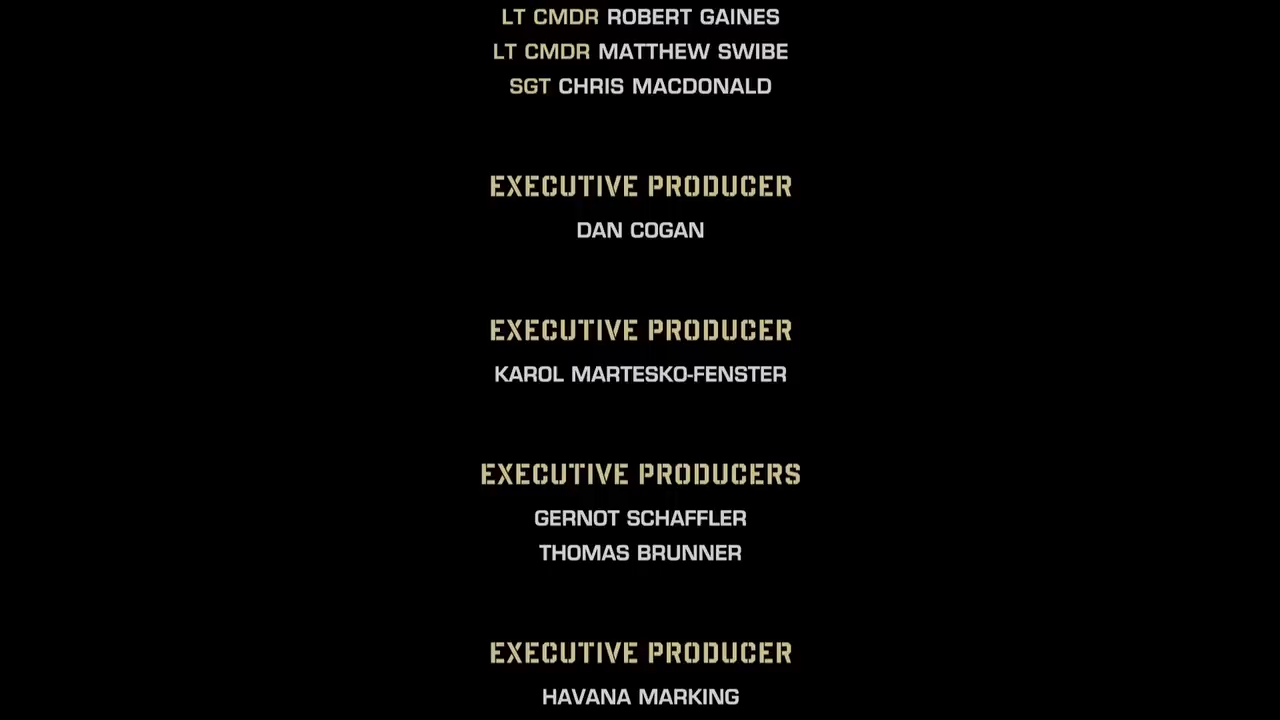 LT CMDR ROBERT GAINES
LT CMDR MATTHEW SWIBE
SGT CHRIS MACDONALD
EXECUTIVE PRODUCER
DAN COGAN
EXECUTIVE PRODUCER
KAROL MARTESKO-FENSTER
EXECUTIVE PRODUCERS
GERNOT SCHAFFLER
THOMAS BRUNNER
EXECUTIVE PRODUCER
HAVANA MARKING